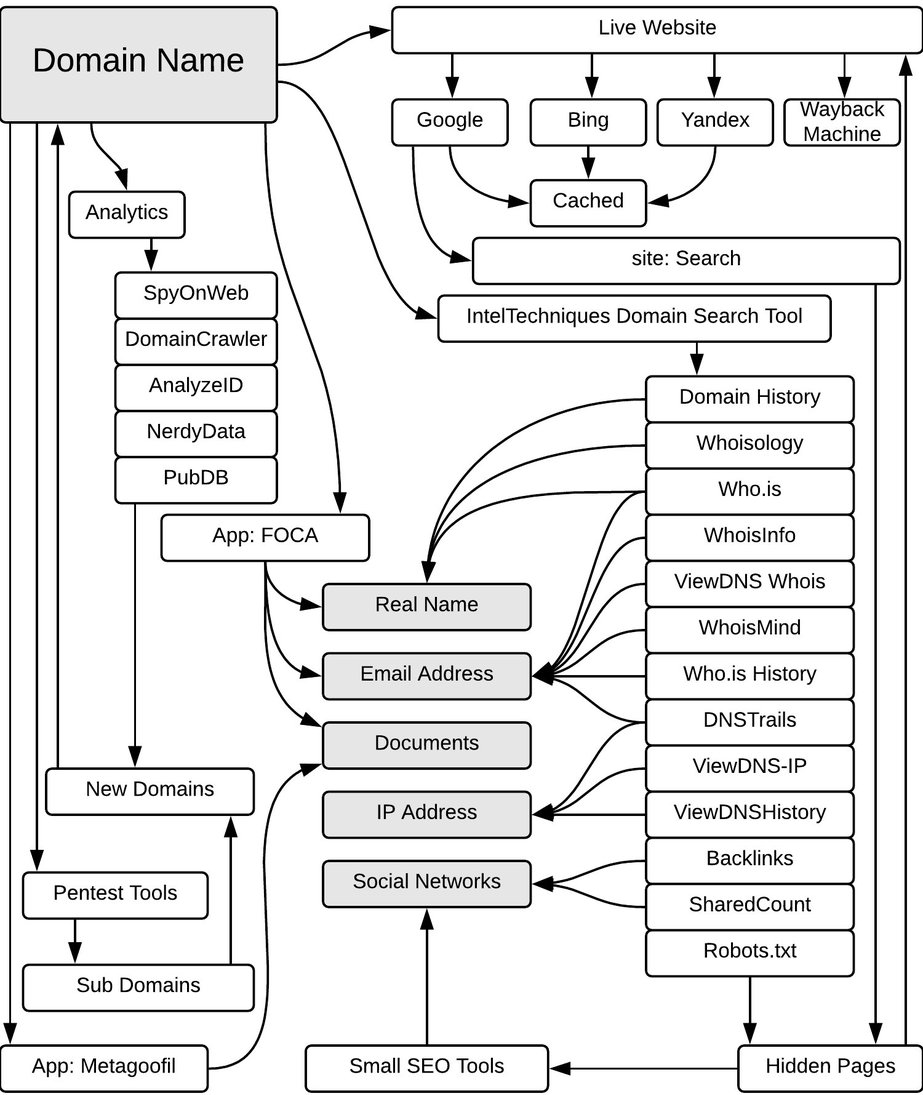 Domain Name
Live Website
Google
Bing
Yandex
Wayback
Machine
Cached
Analytics
site: Search
SpyOnWeb
IntelTechniques Domain Search Tool
DomainCrawler
AnalyzeID
NerdyData
PubDB
Domain History
Whoisology
Who.is
App: FOCA
WhoisInfo
ViewDNS Whois
Real Name
WhoisMind
Email Address
Who.is History
DNSTrails
Documents
ViewDNS-IP
New Domains
IP Address
ViewDNSHistory
Backlinks
Social Networks
Pentest Tools
SharedCount
Robots.txt
Sub Domains
App: Metagoofil
Small SEO Tools
Hidden Pages